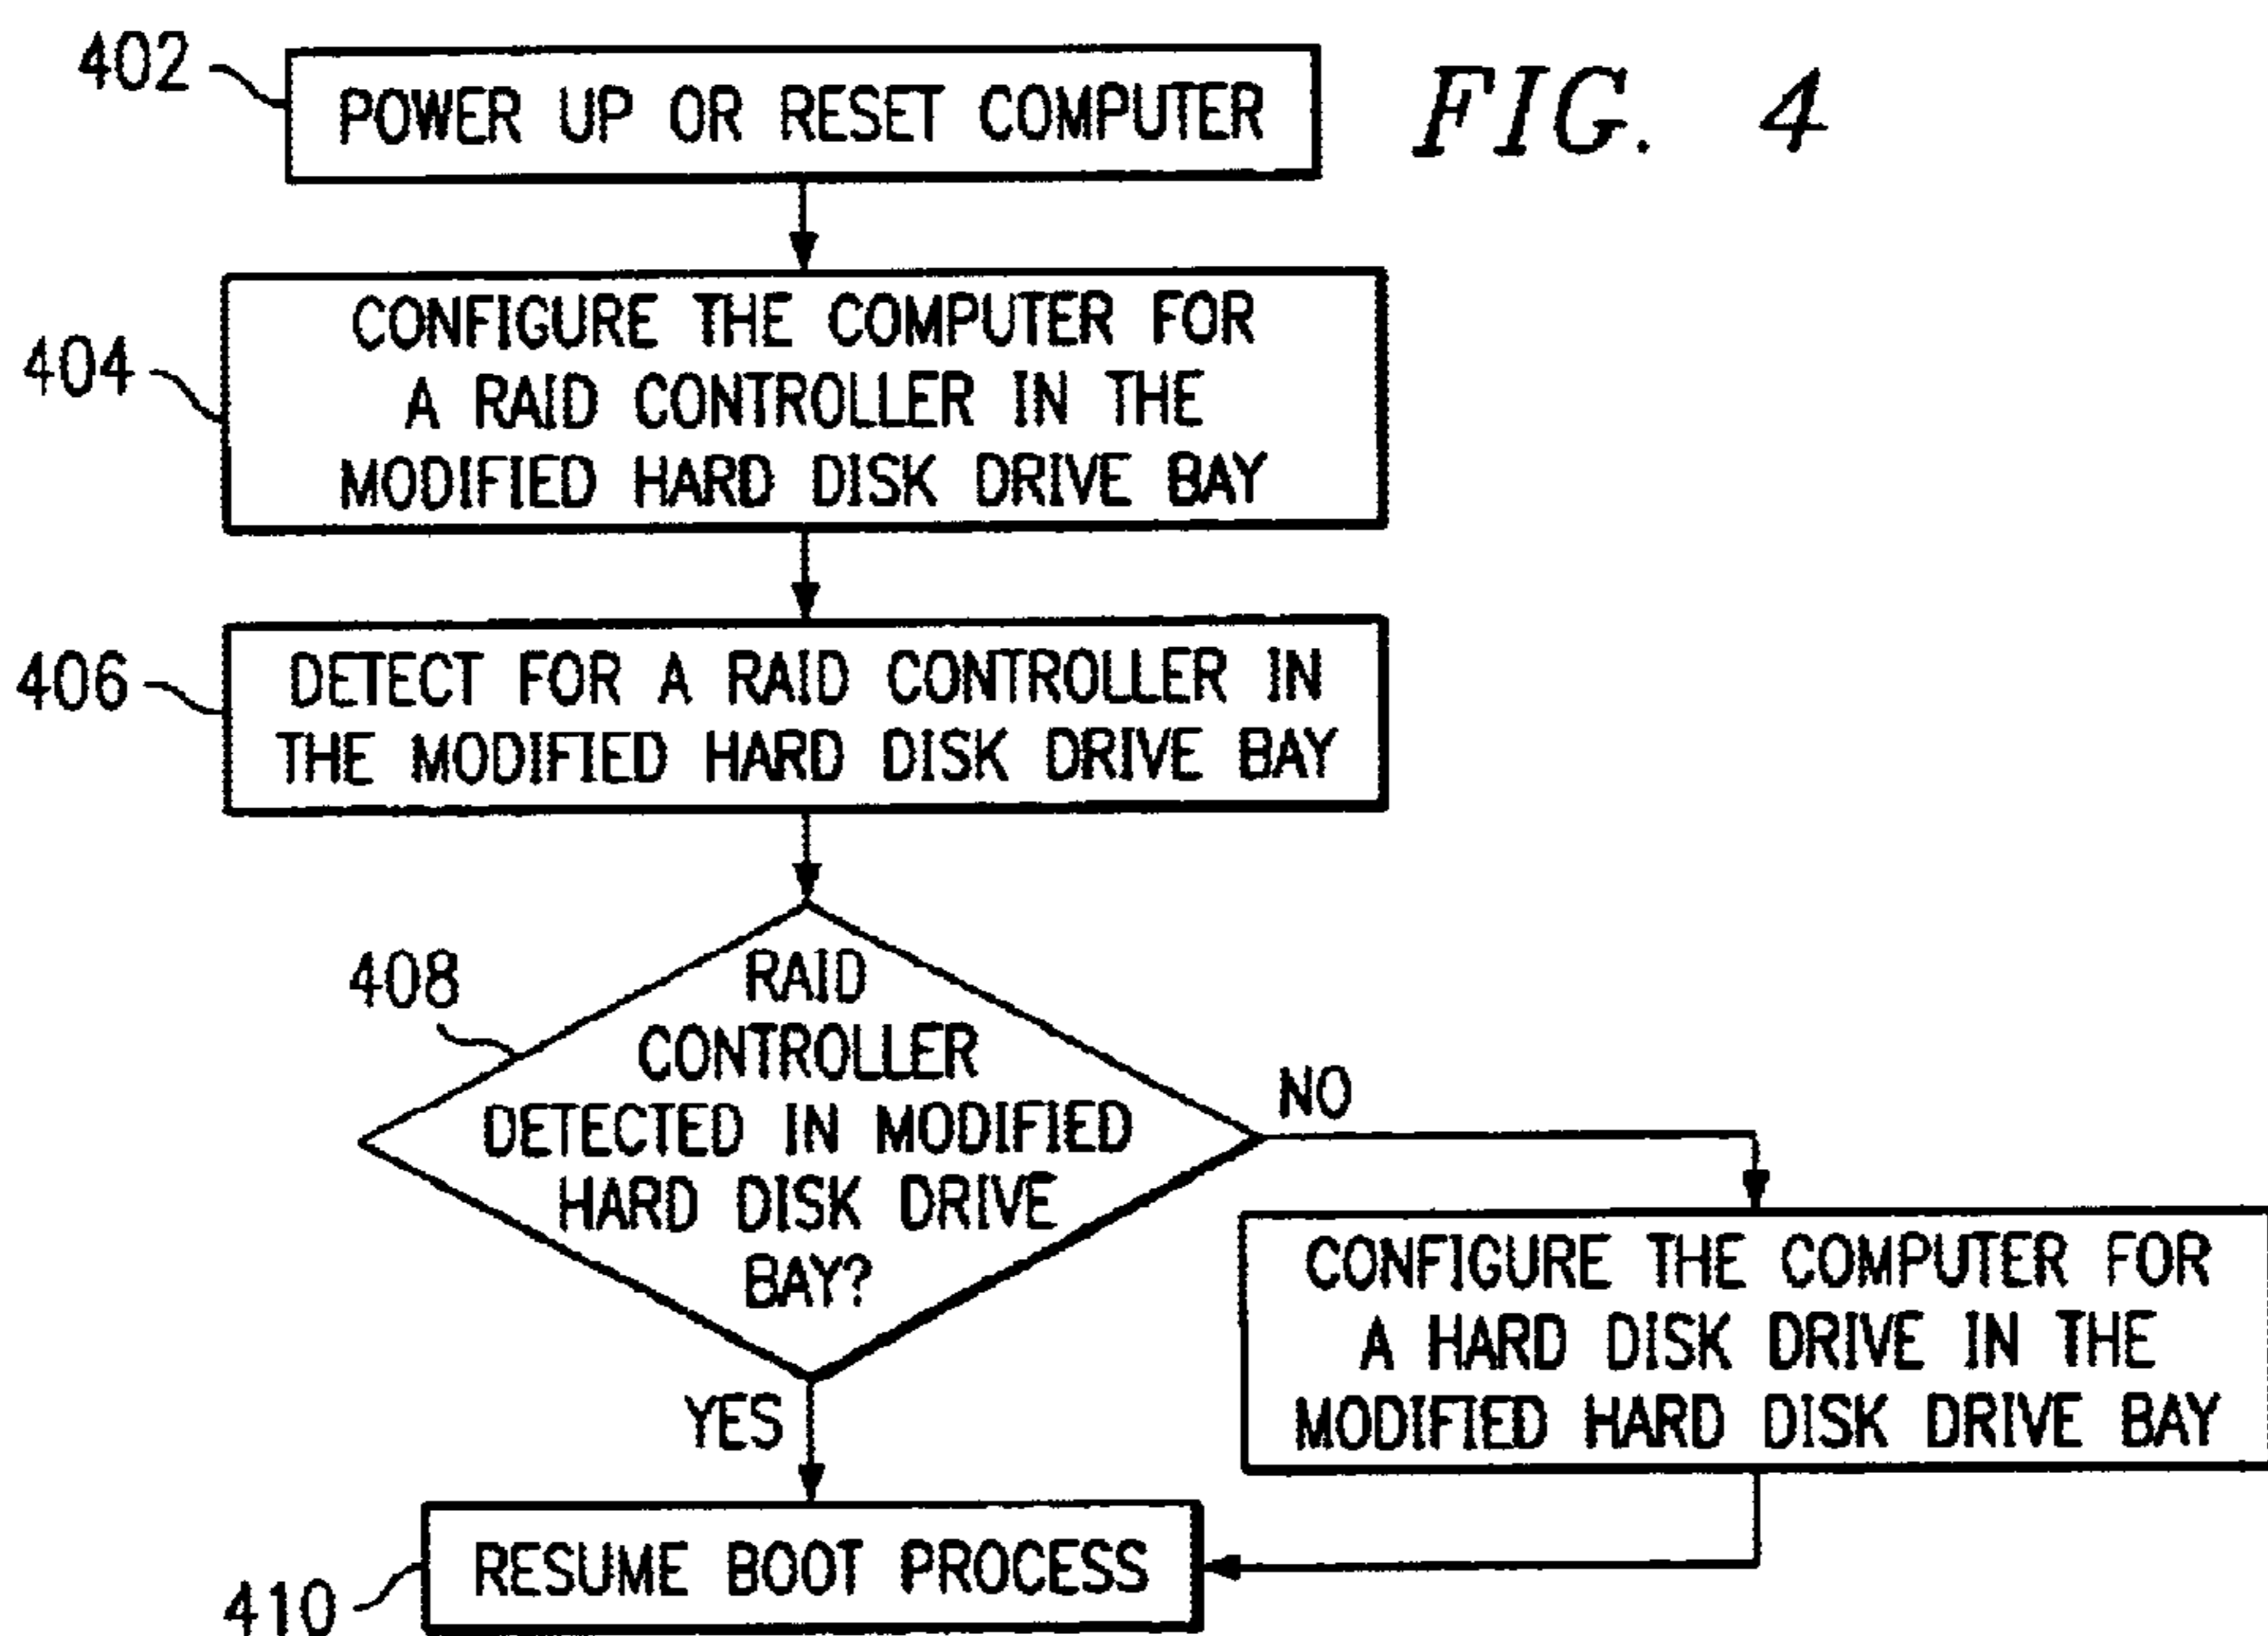 FIG. 4
402
POWER UP OR RESET COMPUTER
404
CONFIGURE THE COMPUTER FOR
A RAID CONTROLLER IN THE
MODIFIED HARD DISK DRIVE BAY
406
DETECT FOR A RAID CONTROLLER IN
THE MODIFIED HARD DISK DRIVE BAY
408
RAID
CONTROLLER
DETECTED IN MODIFIED
HARD DISK DRIVE
BAY?
NO
CONFIGURE THE COMPUTER FOR
A HARD DISK DRIVE IN THE
MODIFIED HARD DISK DRIVE BAY
YES
RESUME BOOT PROCESS
410